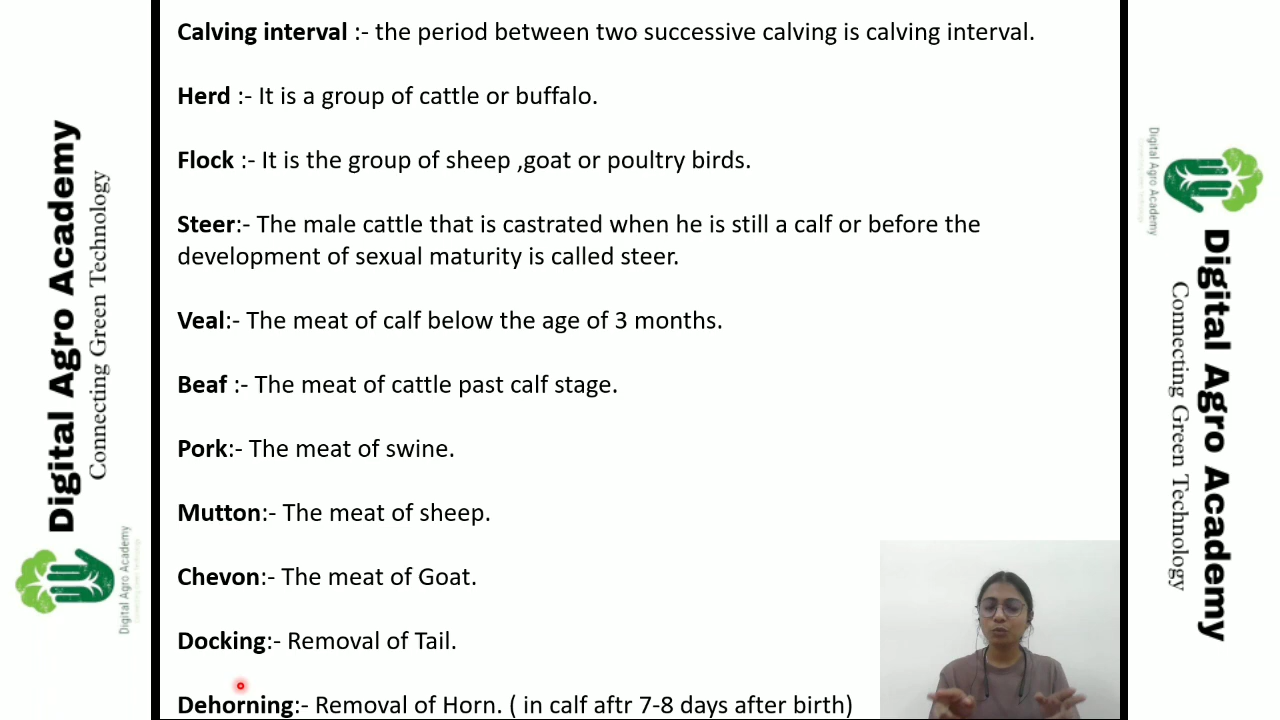 Calving interval :- the period between two successive calving is calving interval.
Herd :- It is a group of cattle or buffalo.
Flock :- It is the group of sheep ,goat or poultry birds.
Steer:- The male cattle that is castrated when he is still a calf or before the
development of sexual maturity is called steer.
Veal:- The meat of calf below the age of 3 months.
Beaf :- The meat of cattle past calf stage.
Pork:- The meat of swine.
Mutton:- The meat of sheep.
Chevon:- The meat of Goat.
Docking:- Removal of Tail.
Dehorning:- Removal of Horn. ( in calf aftr 7-8 days after birth)
Digital Agro Academy
Connecting Green Technology
Digital Agro Academy
Digital Agro Academy
Connecting Green Technology
Digital Agro Academy